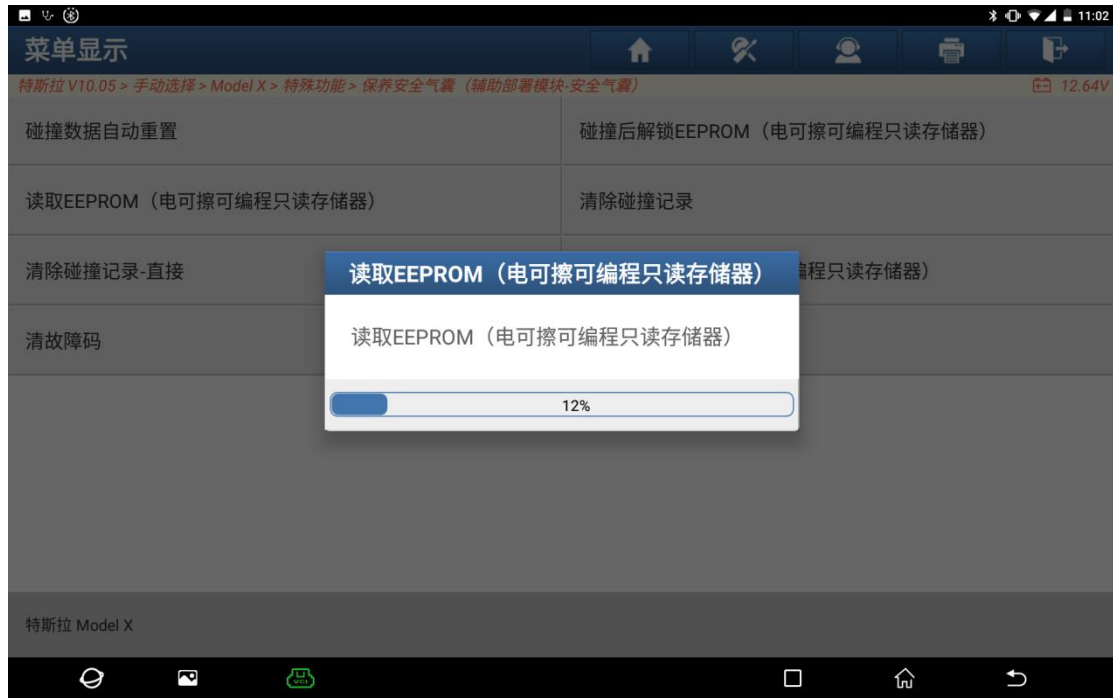 11:02
菜单显示
特斯拉 V10.05 > 手动选择 > Model X > 特殊功能 > 保养安全气囊（辅助部署模块-安全气囊）
12.64V
碰撞数据自动重置
碰撞后解锁EEPROM（电可擦可编程只读存储器）
读取EEPROM（电可擦可编程只读存储器）
清除碰撞记录
清除碰撞记录-直接
编程只读存储器）
读取EEPROM（电可擦可编程只读存储器）
读取EEPROM（电可擦可编程只读存储器）
清故障码
12%
特斯拉 Model X
VCI